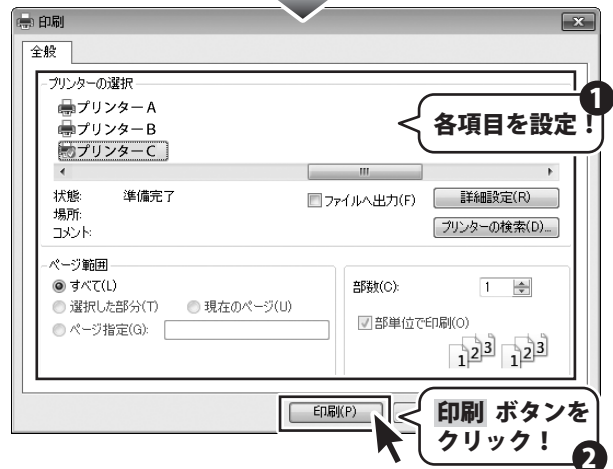 印刷
全般
プリンターの選択
プリンターA
プリンターB
プリンターC
1
各項目を設定！
状態: 準備完了
場所:
コメント:
ファイルへ出力(F)
詳細設定(R)
プリンターの検索(D)...
ページ範囲
すべて(L)
選択した部分(T) 現在のページ(U)
ページ指定(G):
部数(C): 1
部単位で印刷(O)
1 2 3 1 2 3
印刷(P)
印刷 ボタンを
クリック！
2